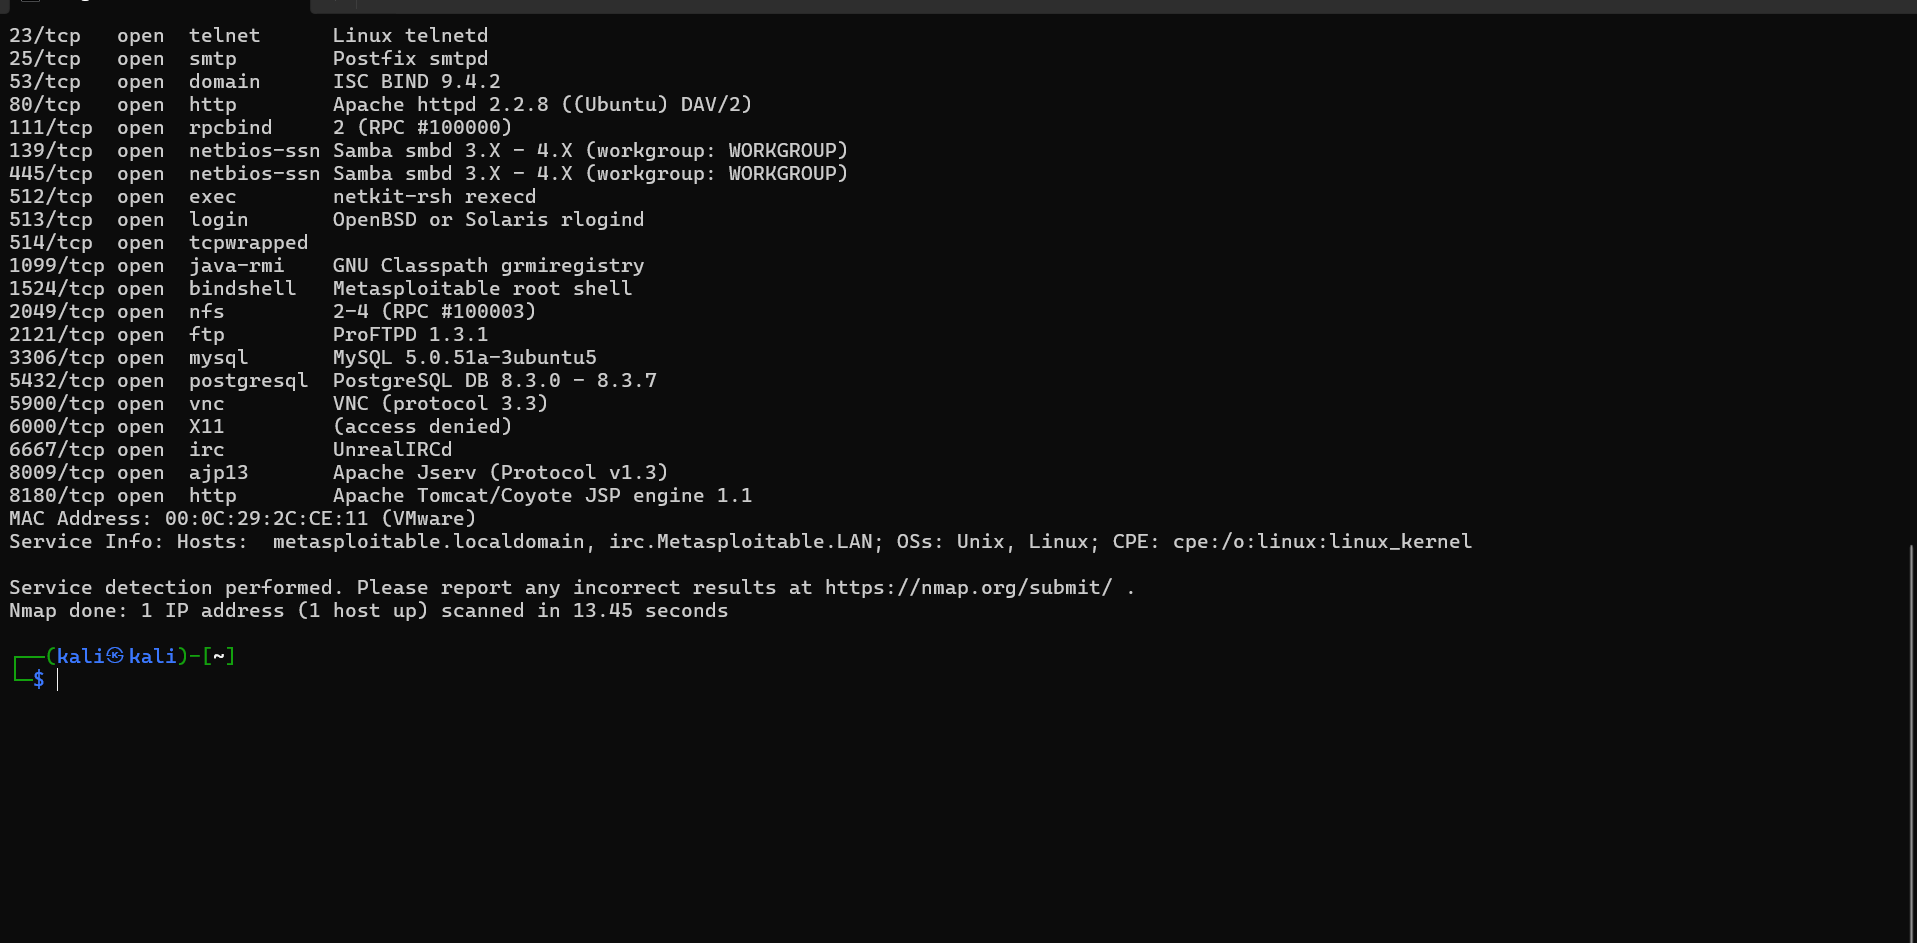 23/tcp   open  telnet      Linux telnetd
25/tcp   open  smtp        Postfix smtpd
53/tcp   open  domain      ISC BIND 9.4.2
80/tcp   open  http        Apache httpd 2.2.8 ((Ubuntu) DAV/2)
111/tcp  open  rpcbind     2 (RPC #100000)
139/tcp  open  netbios-ssn Samba smbd 3.X - 4.X (workgroup: WORKGROUP)
445/tcp  open  netbios-ssn Samba smbd 3.X - 4.X (workgroup: WORKGROUP)
512/tcp  open  exec        netkit-rsh rexecd
513/tcp  open  login       OpenBSD or Solaris rlogind
514/tcp  open  tcpwrapped
1099/tcp open  java-rmi    GNU Classpath grmiregistry
1524/tcp open  bindshell   Metasploitable root shell
2049/tcp open  nfs         2-4 (RPC #100003)
2121/tcp open  ftp         ProFTPD 1.3.1
3306/tcp open  mysql       MySQL 5.0.51a-3ubuntu5
5432/tcp open  postgresql  PostgreSQL DB 8.3.0 - 8.3.7
5900/tcp open  vnc         VNC (protocol 3.3)
6000/tcp open  X11         (access denied)
6667/tcp open  irc         UnrealIRCd
8009/tcp open  ajp13       Apache Jserv (Protocol v1.3)
8180/tcp open  http        Apache Tomcat/Coyote JSP engine 1.1
MAC Address: 00:0C:29:2C:CE:11 (VMware)
Service Info: Hosts:  metasploitable.localdomain, irc.Metasploitable.LAN; OSs: Unix, Linux; CPE: cpe:/o:linux:linux_kernel
Service detection performed. Please report any incorrect results at https://nmap.org/submit/ .
Nmap done: 1 IP address (1 host up) scanned in 13.45 seconds
┌──(kali㉿kali)-[~]
└─$